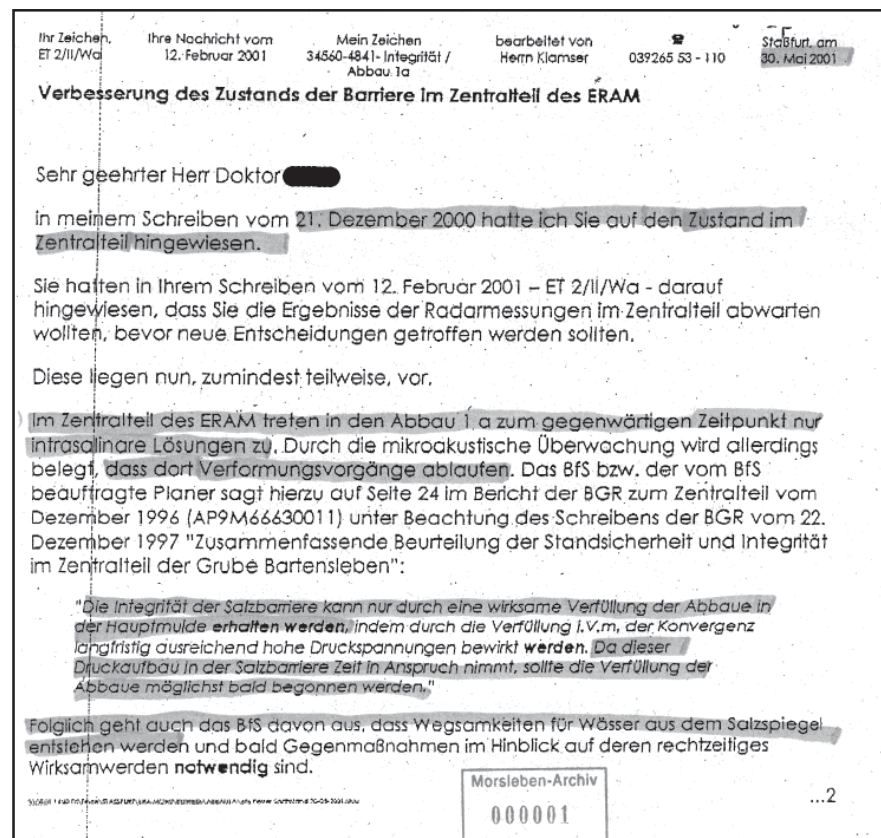 Ihr Zeichen, Ihre Nachricht vom Mein Zeichen bearbeitet von ☎ Staßfurt, am
ET 2/II/Wa 12. Februar 2001 34560-4841- Integrität / Herrn Klamser 039265 53 - 110 30. Mai 2001
Abbau 1a
Verbesserung des Zustands der Barriere im Zentralteil des ERAM
Sehr geehrter Herr Doktor
in meinem Schreiben vom 21. Dezember 2000 hatte ich Sie auf den Zustand im
Zentralteil hingewiesen.
Sie hatten in Ihrem Schreiben vom 12. Februar 2001 – ET 2/II/Wa - darauf
hingewiesen, dass Sie die Ergebnisse der Radarmessungen im Zentralteil abwarten
wollten, bevor neue Entscheidungen getroffen werden sollten.
Diese liegen nun, zumindest teilweise, vor.
Im Zentralteil des ERAM treten in den Abbau 1 a zum gegenwärtigen Zeitpunkt nur
intrasalinare Lösungen zu. Durch die mikroakustische Überwachung wird allerdings
belegt, dass dort Verformungsvorgänge ablaufen. Das BfS bzw. der vom BfS
beauftragte Planer sagt hierzu auf Seite 24 im Bericht der BGR zum Zentralteil vom
Dezember 1996 (AP9M66630011) unter Beachtung des Schreibens der BGR vom 22.
Dezember 1997 "Zusammenfassende Beurteilung der Standsicherheit und Integrität
im Zentralteil der Grube Bartensleben":
"Die Integrität der Salzbarriere kann nur durch eine wirksame Verfüllung der Abbaue in
der Hauptmulde erhalten werden, indem durch die Verfüllung i.V.m. der Konvergenz
langfristig ausreichend hohe Druckspannungen bewirkt werden. Da dieser
Druckaufbau in der Salzbarriere Zeit in Anspruch nimmt, sollte die Verfüllung der
Abbaue möglichst bald begonnen werden."
Folglich geht auch das BfS davon aus, dass Wegsamkeiten für Wässer aus dem Salzspiegel
entstehen werden und bald Gegenmaßnahmen im Hinblick auf deren rechtzeitiges
Wirksamwerden notwendig sind.
Morsleben-Archiv
000001
...2